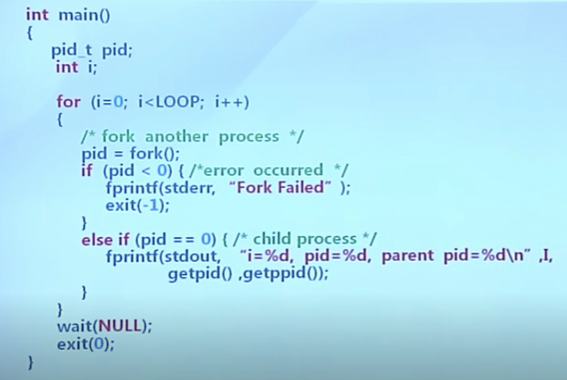 int main()
{
pid_t pid;
int i;
for (i=0; i<LOOP; i++)
{
/* fork another process */
pid = fork();
if (pid < 0) { /*error occurred */
fprintf(stderr, “Fork Failed” );
exit(-1);
}
else if (pid == 0) { /* child process */
fprintf(stdout, “i=%d, pid=%d, parent pid=%d\n” ,I,
getpid() ,getppid());
}
}
wait(NULL);
exit(0);
}